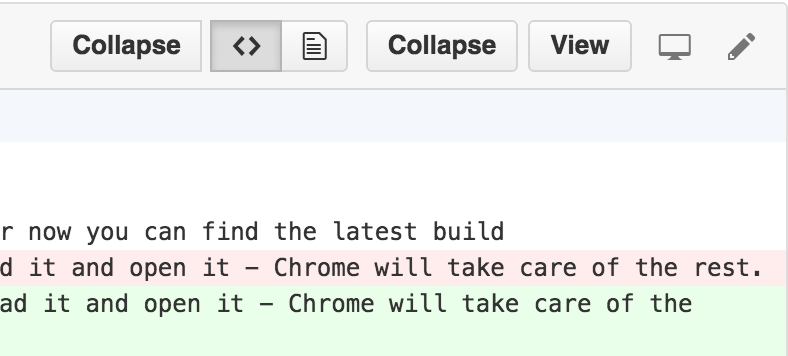 Collapse <> Collapse View
r now you can find the latest build
d it and open it – Chrome will take care of the rest.
ad it and open it – Chrome will take care of the